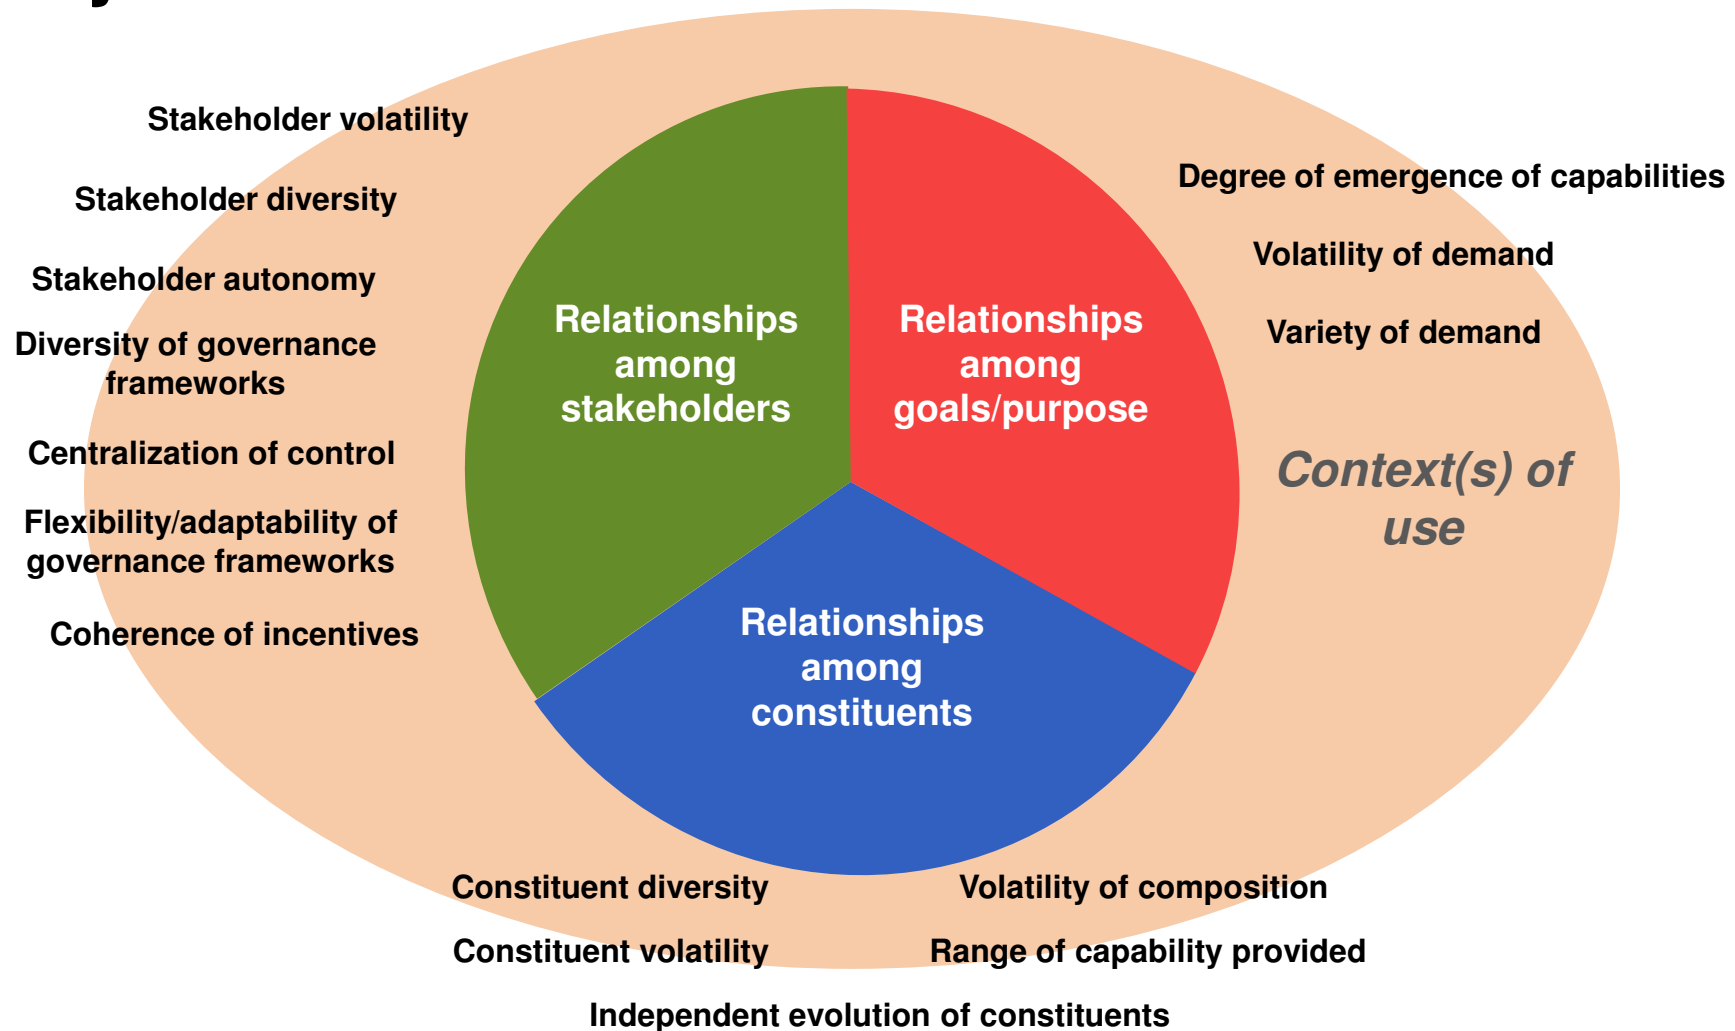 Stakeholder volatility
Stakeholder diversity
Stakeholder autonomy
Diversity of governance
frameworks
Centralization of control
Flexibility/adaptability of
governance frameworks
Coherence of incentives
Relationships
among
stakeholders
Relationships
among
goals/purpose
Relationships
among
constituents
Degree of emergence of capabilities
Volatility of demand
Variety of demand
Context(s) of
use
Constituent diversity
Constituent volatility
Volatility of composition
Range of capability provided
Independent evolution of constituents